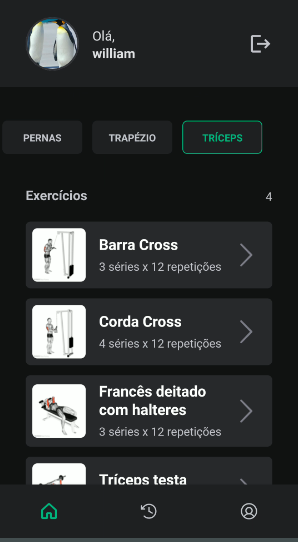 Olá,
william
PERNAS
TRAPÉZIO
TRÍCEPS
Exercícios
4
Barra Cross
3 séries x 12 repetições
Corda Cross
4 séries x 12 repetições
Francês deitado
com halteres
3 séries x 12 repetições
Tríceps testa